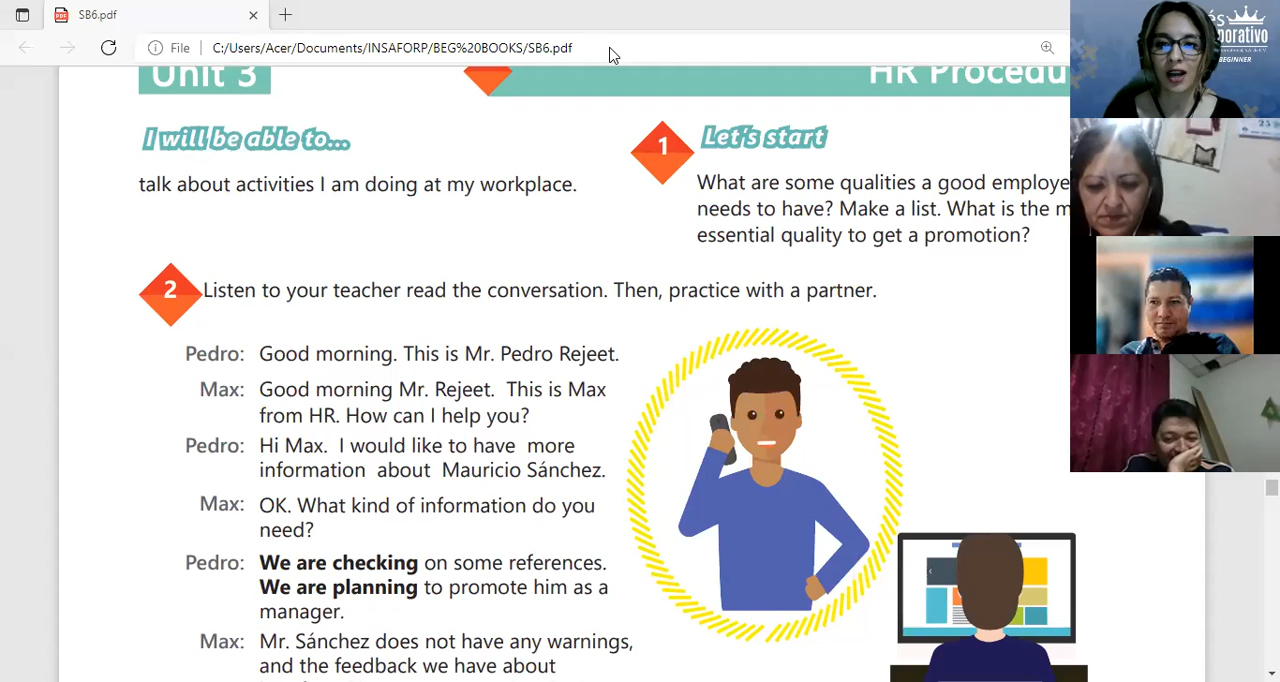 SB6.pdf
File
C:/Users/Acer/Documents/INSAFORP/BEG%20BOOKS/SB6.pdf
BEGINNER
Unit 3
HR Procedu
I will be able to...
talk about activities I am doing at my workplace.
1
Let's start
What are some qualities a good employe
needs to have? Make a list. What is the m
essential quality to get a promotion?
2
Listen to your teacher read the conversation. Then, practice with a partner.
Pedro: Good morning. This is Mr. Pedro Rejeet.
Max: Good morning Mr. Rejeet. This is Max
from HR. How can I help you?
Pedro: Hi Max. I would like to have more
information about Mauricio Sánchez.
Max: OK. What kind of information do you
need?
Pedro: We are checking on some references.
We are planning to promote him as a
manager.
Max: Mr. Sánchez does not have any warnings,
and the feedback we have about